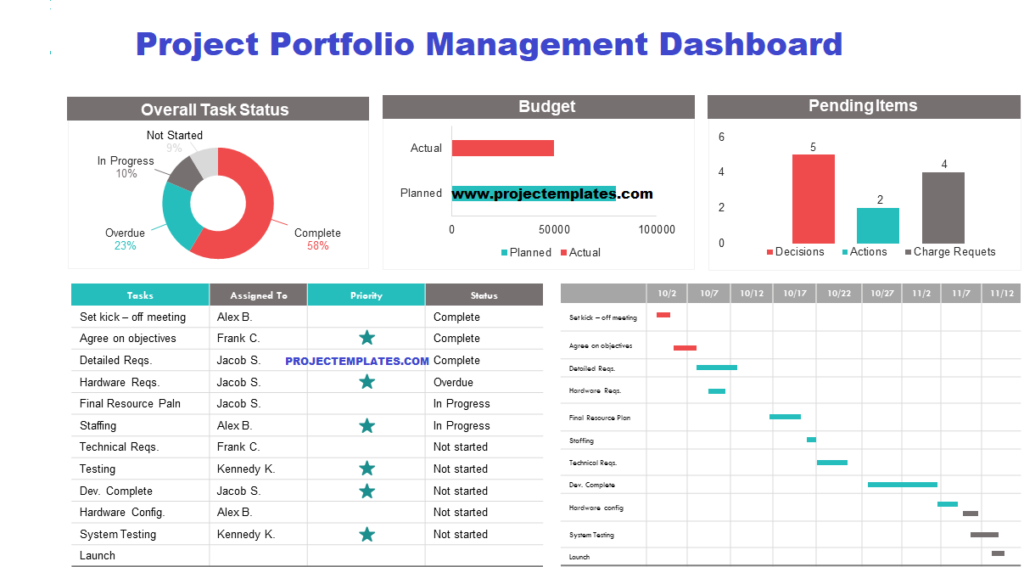 Project Portfolio Management Dashboard
Overall Task Status
Not Started
9%
In Progress
10%
Overdue
23%
Complete
58%
Budget
Actual
Planned
www.projectemplates.com
0 50000 100000
Planned Actual
PendingItems
6
4
2
0
5
2
4
Decisions Actions Charge Requets
Tasks Assigned To Priority Status
Set kick – off meeting Alex B. Complete
Agree on objectives Frank C. Complete
Detailed Reqs. Jacob S. PROJECTEMPLATES.COM Complete
Hardware Reqs. Jacob S. Overdue
Final Resource Paln Jacob S. In Progress
Staffing Alex B. In Progress
Technical Reqs. Frank C. Not started
Testing Kennedy K. Not started
Dev. Complete Jacob S. Not started
Hardware Config. Alex B. Not started
System Testing Kennedy K. Not started
Launch
10/2 10/7 10/12 10/17 10/22 10/27 11/2 11/7 11/12
Set kick – off meeting
Agree on objectives
Detailed Reqs.
Hardware Reqs.
Final Resource Plan
Staffing
Technical Reqs.
Dev. Complete
Hardware config
System Testing
Launch